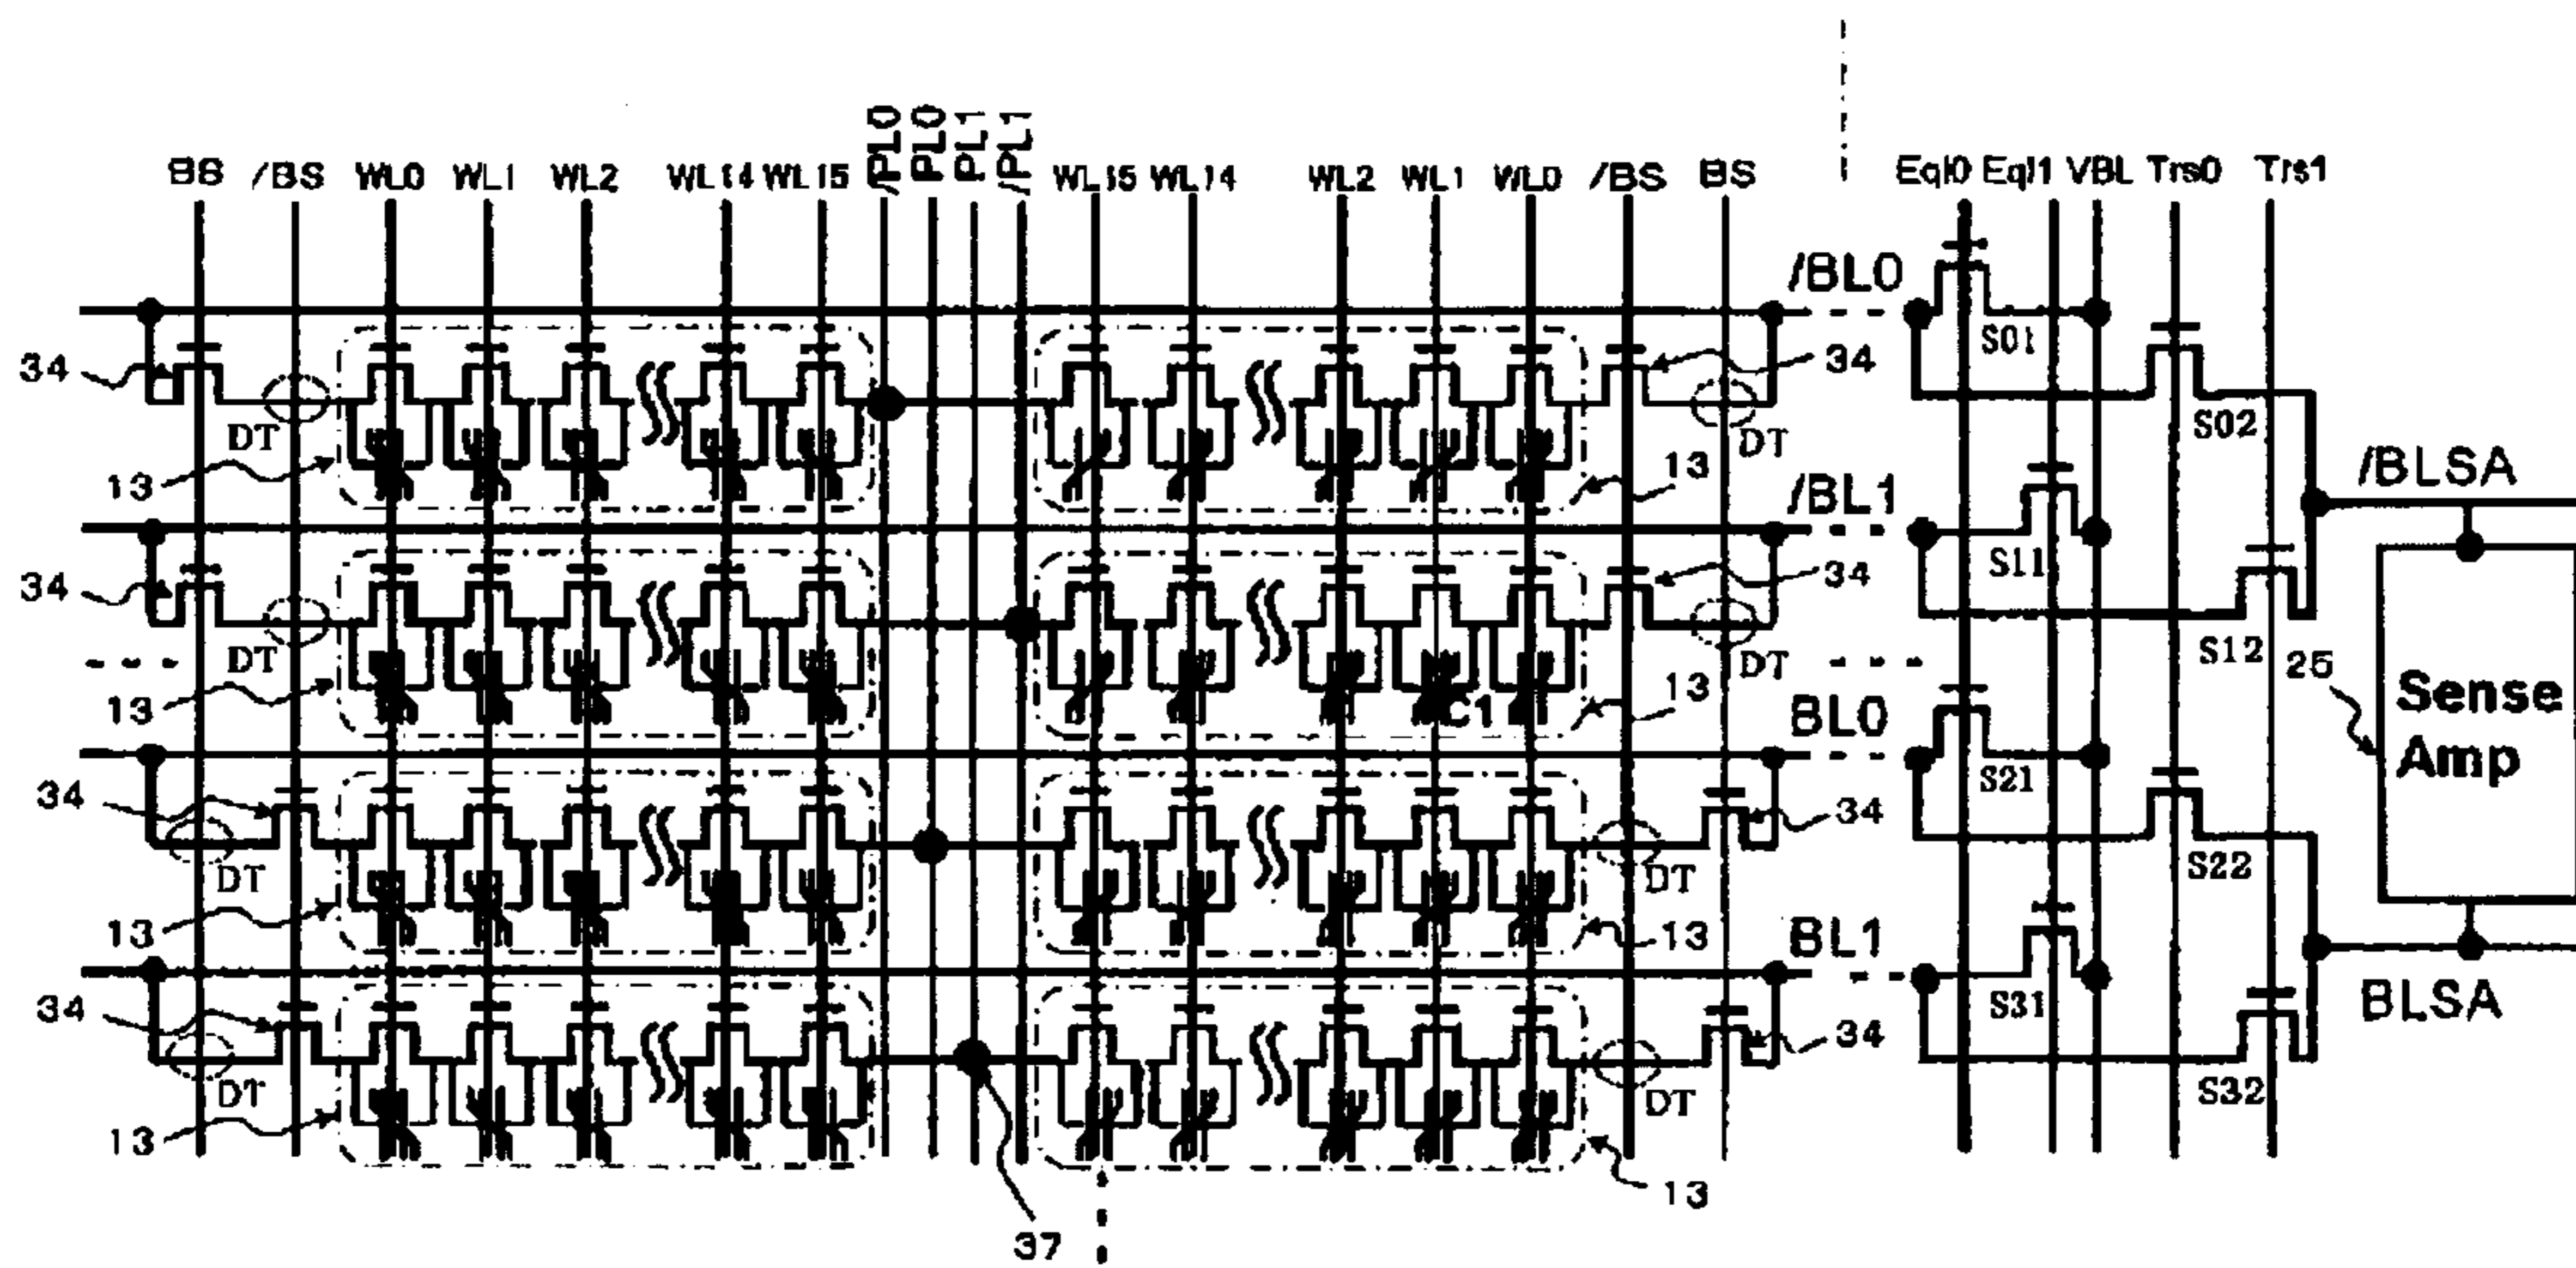 BS /BS WL0 WL1 WL2 WL14 WL15 /PL0 PL0 PL1 /PL1 WL15 WL14 WL2 WL1 WL0 /BS BS Eql0 Eql1 VBL Trs0 Trs1
/BL0
34 34 S01
DT DT S02
13 13 /BLSA
/BL1
34 34 S11
DT DT S12 25
13 C1 13
BL0 Sense
Amp
34 34 S21
DT DT S22
13 13
BL1
34 34 S31 BLSA
DT DT S32
13 13
37